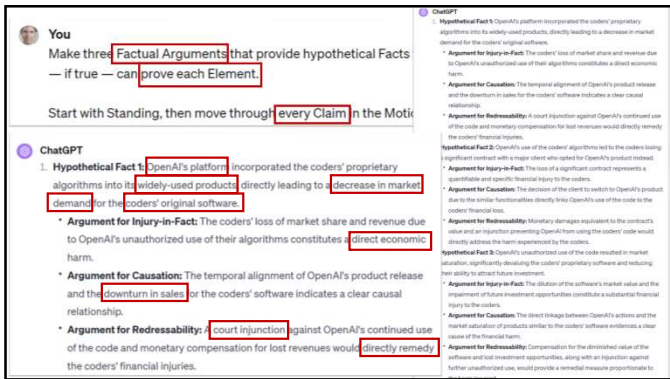 You
Make three Factual Arguments that provide hypothetical Facts
— if true — can prove each Element.
Start with Standing, then move through every Claim in the Motio
ChatGPT
1. Hypothetical Fact 1: OpenAI's platform incorporated the coders' proprietary
algorithms into its widely-used products, directly leading to a decrease in market
demand for the coders' original software.
• Argument for Injury-in-Fact: The coders' loss of market share and revenue due
to OpenAI's unauthorized use of their algorithms constitutes a direct economic
harm.
• Argument for Causation: The temporal alignment of OpenAI's product release
and the downturn in sales for the coders' software indicates a clear causal
relationship.
• Argument for Redressability: A court injunction against OpenAI's continued use
of the code and monetary compensation for lost revenues would directly remedy
the coders' financial injuries.
ChatGPT
1. Hypothetical Fact 1: OpenAI's platform incorporated the coders' proprietary
algorithms into its widely-used products, directly leading to a decrease in market
demand for the coders' original software.
• Argument for Injury-in-Fact: The coders' loss of market share and revenue due
to OpenAI's unauthorized use of their algorithms constitutes a direct economic
harm.
• Argument for Causation: The temporal alignment of OpenAI's product release
and the downturn in sales for the coders' software indicates a clear causal
relationship.
• Argument for Redressability: A court injunction against OpenAI's continued use
of the code and monetary compensation for lost revenues would directly remedy
the coders' financial injuries.
Hypothetical Fact 2: OpenAI's use of the coders' algorithms led to the coders losing
significant contract with a major client who opted for OpenAI's product instead.
• Argument for Injury-in-Fact: The loss of a significant contract represents a
quantifiable and specific financial injury to the coders.
• Argument for Causation: The decision of the client to switch to OpenAI's product
due to the similar functionalities directly links OpenAI's use of the code to the
coders' financial loss.
• Argument for Redressability: Monetary damages equivalent to the contract's
value and an injunction preventing OpenAI from using the coders' code would
directly address the harm experienced by the coders.
Hypothetical Fact 3: OpenAI's unauthorized use of the code resulted in market
saturation, significantly devaluing the coders' proprietary software and reducing
their ability to attract future investment.
• Argument for Injury-in-Fact: The dilution of the software's market value and the
impairment of future investment opportunities constitute a substantial financial
injury to the coders.
• Argument for Causation: The direct linkage between OpenAI's actions and the
market saturation of products similar to the coders' software evidences a clear
cause of the financial harm.
• Argument for Redressability: Compensation for the diminished value of the
software and lost investment opportunities, along with an injunction against
further unauthorized use, would provide a remedial measure proportionate to